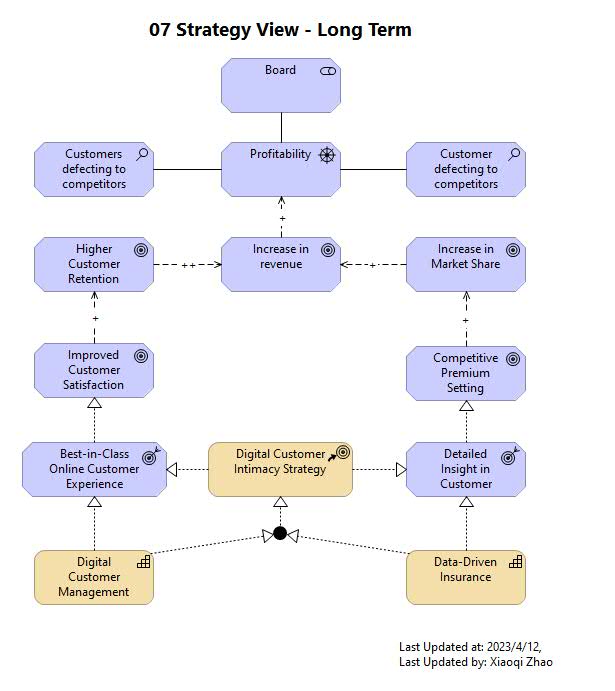 07 Strategy View - Long Term
Board
Customers
defecting to
competitors
Profitability
Customer
defecting to
competitors
+
Higher
Customer
Retention
++
Increase in
revenue
+
Increase in
Market Share
+
+
Improved
Customer
Satisfaction
Competitive
Premium
Setting
Best-in-Class
Online Customer
Experience
Digital Customer
Intimacy Strategy
Detailed
Insight in
Customer
Digital
Customer
Management
Data-Driven
Insurance
Last Updated at: 2023/4/12,
Last Updated by: Xiaoqi Zhao